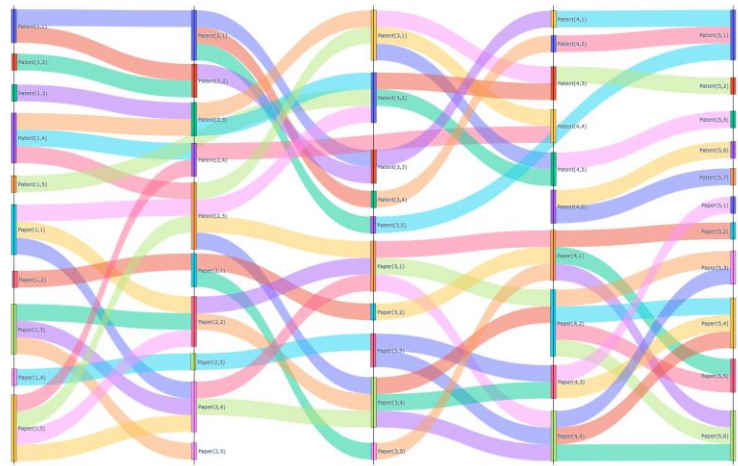 Patent(1,1)
Patent(1,2)
Patent(1,3)
Patent(1,4)
Patent(1,5)
Paper(1,1)
Paper(1,2)
Paper(1,3)
Paper(1,4)
Paper(1,5)
Patent(2,1)
Patent(2,2)
Patent(2,3)
Patent(2,4)
Patent(2,5)
Paper(2,1)
Paper(2,2)
Paper(2,3)
Paper(2,4)
Paper(2,5)
Patent(3,1)
Patent(3,2)
Patent(3,3)
Patent(3,4)
Patent(3,5)
Paper(3,1)
Paper(3,2)
Paper(3,3)
Paper(3,4)
Paper(3,5)
Patent(4,1)
Patent(4,2)
Patent(4,3)
Patent(4,4)
Patent(4,5)
Patent(4,6)
Paper(4,1)
Paper(4,2)
Paper(4,3)
Paper(4,4)
Patent(5,1)
Patent(5,2)
Patent(5,5)
Patent(5,6)
Patent(5,7)
Paper(5,1)
Paper(5,2)
Paper(5,3)
Paper(5,4)
Paper(5,5)
Paper(5,6)